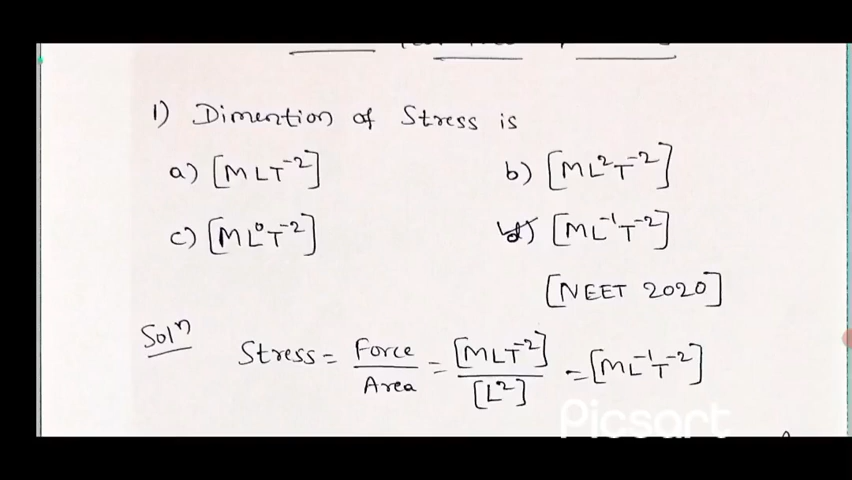 1) Dimention of Stress is
a) [MLT⁻²] b) [ML²T⁻²]
c) [ML⁰T⁻²] d) [ML⁻¹T⁻²]
[NEET 2020]
Solⁿ
Stress = Force/Area = [MLT⁻²]/[L²] = [ML⁻¹T⁻²]
Picsart